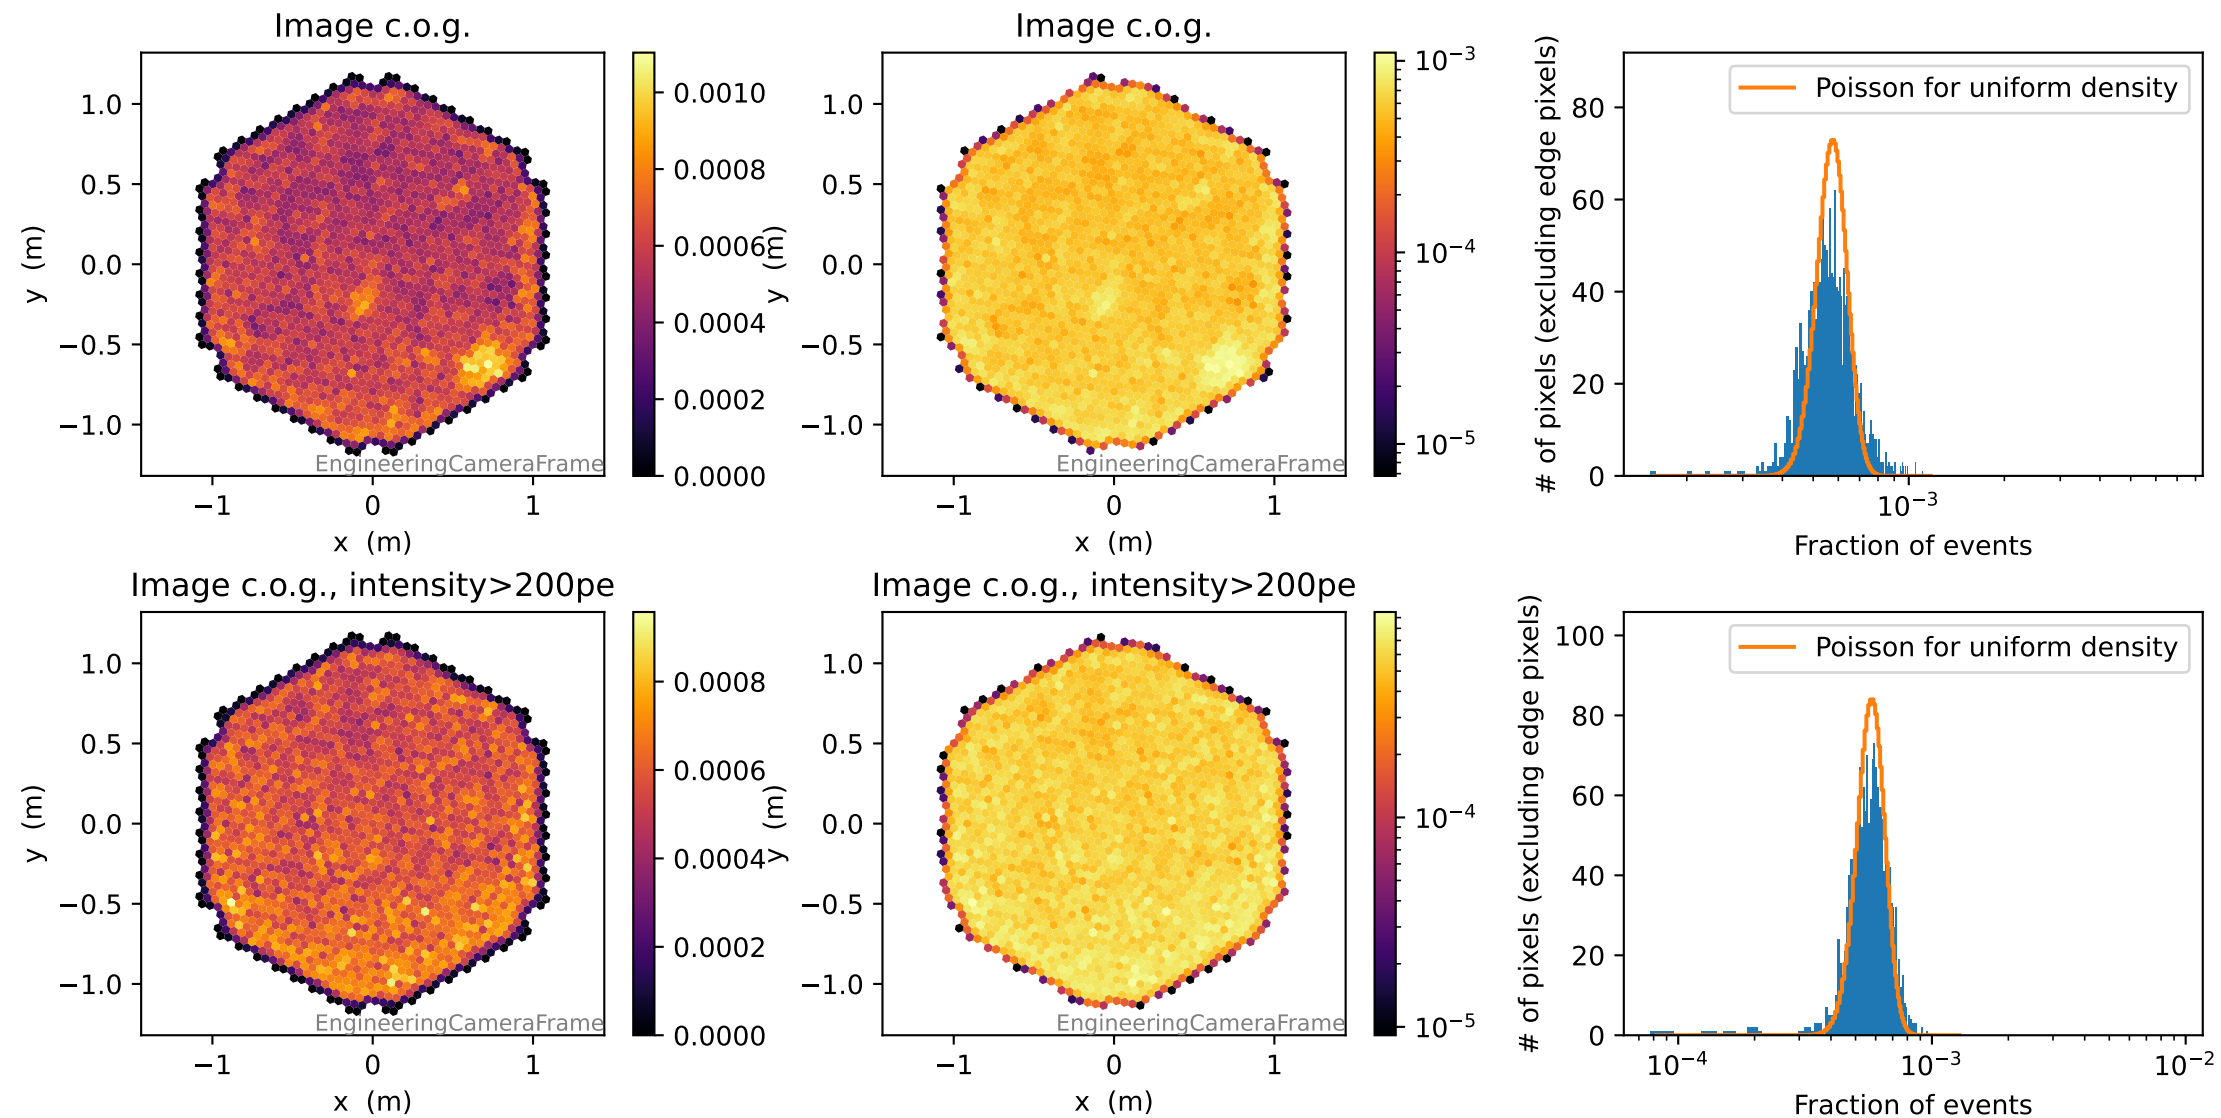 Image c.o.g.
y (m)
1.0
0.5
0.0
−0.5
−1.0
−1
0
1
x (m)
EngineeringCameraFrame
0.0010
0.0008
0.0006
0.0004
0.0002
0.0000
Image c.o.g.
y (m)
1.0
0.5
0.0
−0.5
−1.0
−1
0
1
x (m)
EngineeringCameraFrame
10−3
10−4
10−5
# of pixels (excluding edge pixels)
80
60
40
20
0
Poisson for uniform density
10−3
Fraction of events
Image c.o.g., intensity>200pe
y (m)
1.0
0.5
0.0
−0.5
−1.0
−1
0
1
x (m)
EngineeringCameraFrame
0.0008
0.0006
0.0004
0.0002
0.0000
Image c.o.g., intensity>200pe
y (m)
1.0
0.5
0.0
−0.5
−1.0
−1
0
1
x (m)
EngineeringCameraFrame
10−4
10−5
# of pixels (excluding edge pixels)
100
80
60
40
20
0
Poisson for uniform density
10−4
10−3
10−2
Fraction of events